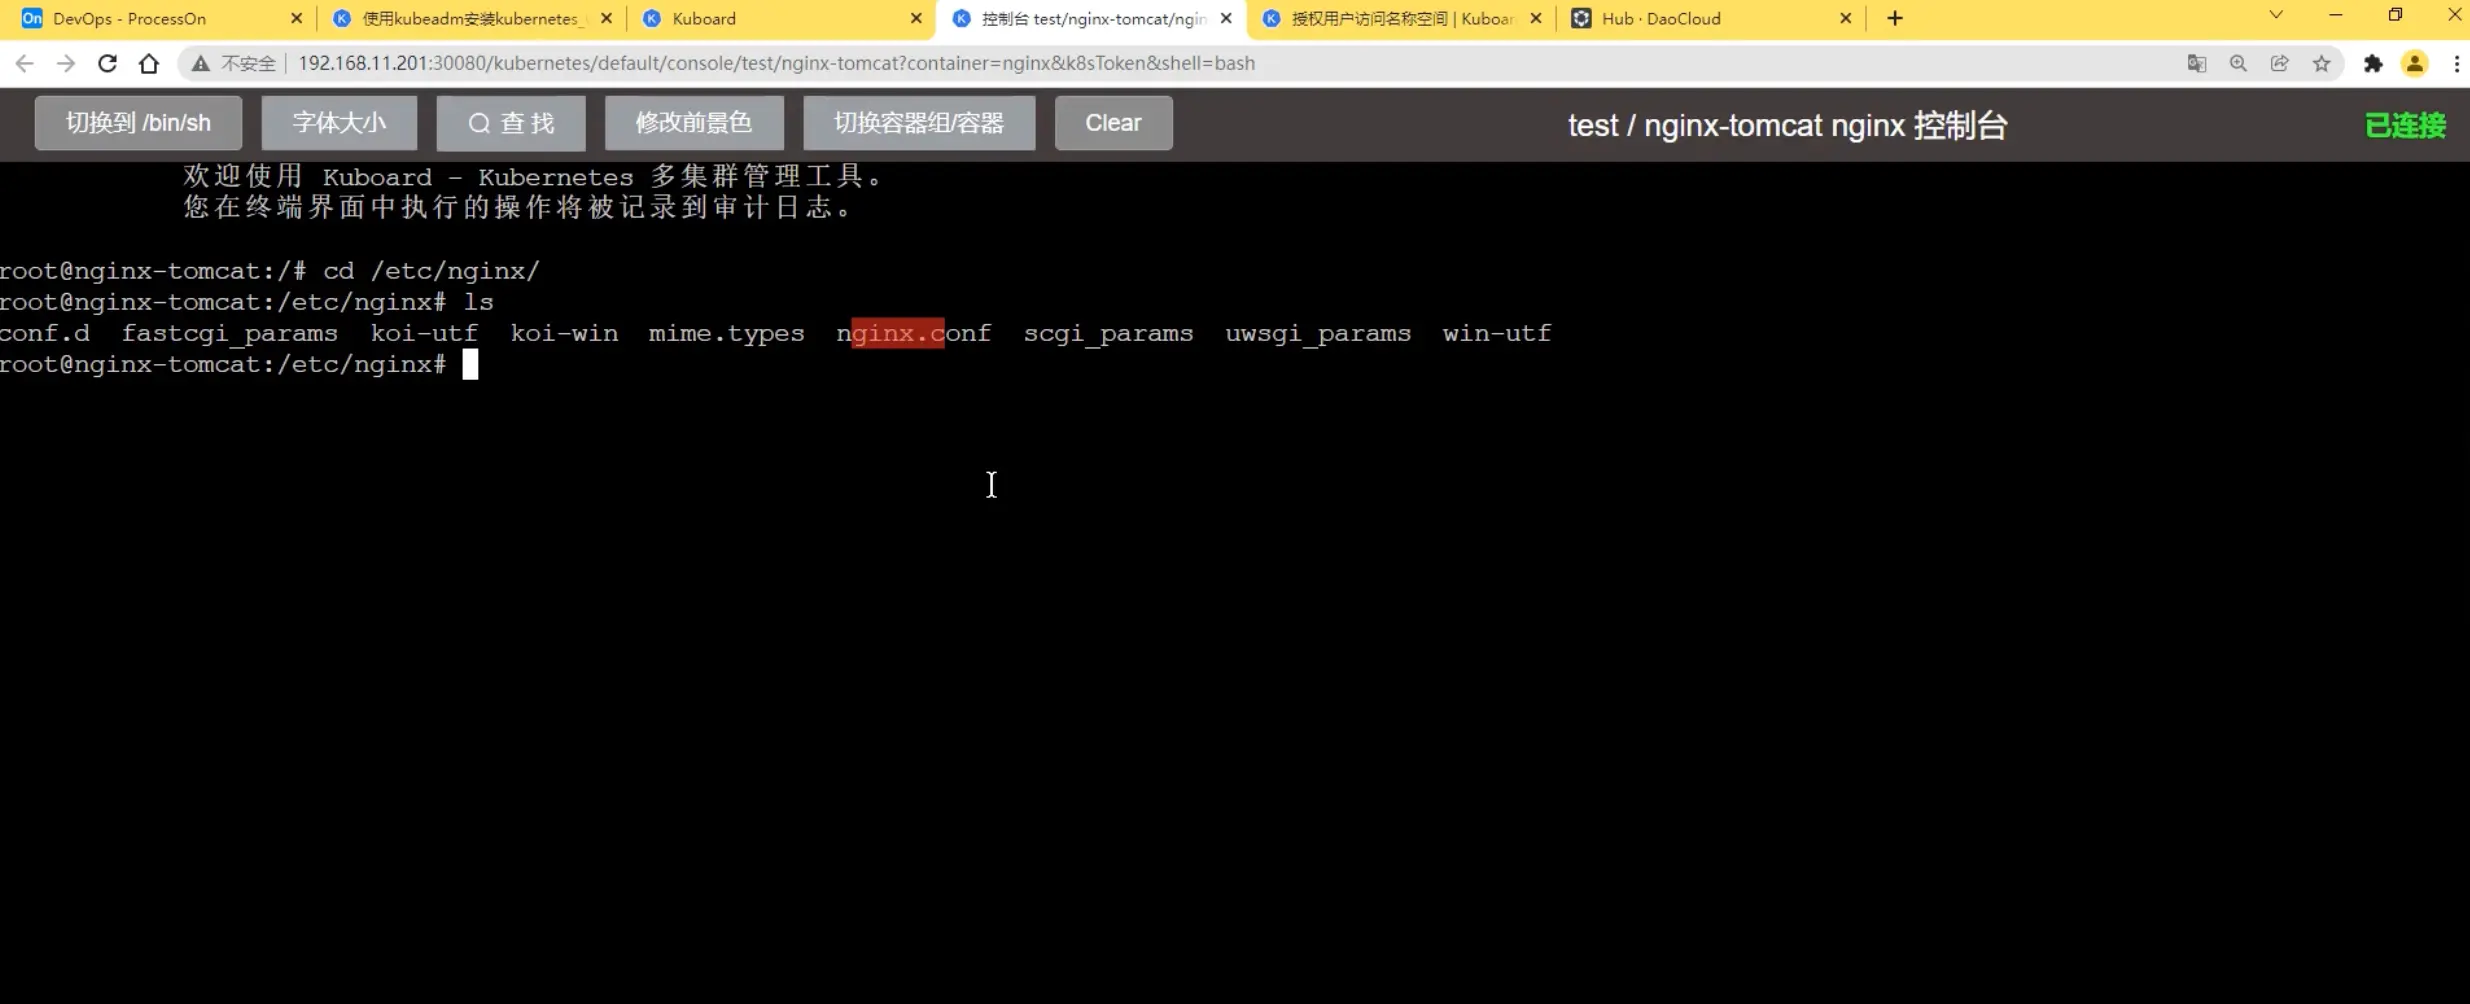 On DevOps - ProcessOn
使用kubeadm安装kubernetes_
Kuboard
控制台 test/nginx-tomcat/ngin
授权用户访问名称空间 | Kuboar
Hub · DaoCloud
不安全 192.168.11.201:30080/kubernetes/default/console/test/nginx-tomcat?container=nginx&k8sToken&shell=bash
切换到 /bin/sh 字体大小 查 找 修改前景色 切换容器组/容器 Clear test / nginx-tomcat nginx 控制台 已连接
欢迎使用 Kuboard - Kubernetes 多集群管理工具。
您在终端界面中执行的操作将被记录到审计日志。
root@nginx-tomcat:/# cd /etc/nginx/
root@nginx-tomcat:/etc/nginx# ls
conf.d fastcgi_params koi-utf koi-win mime.types nginx.conf scgi_params uwsgi_params win-utf
root@nginx-tomcat:/etc/nginx#